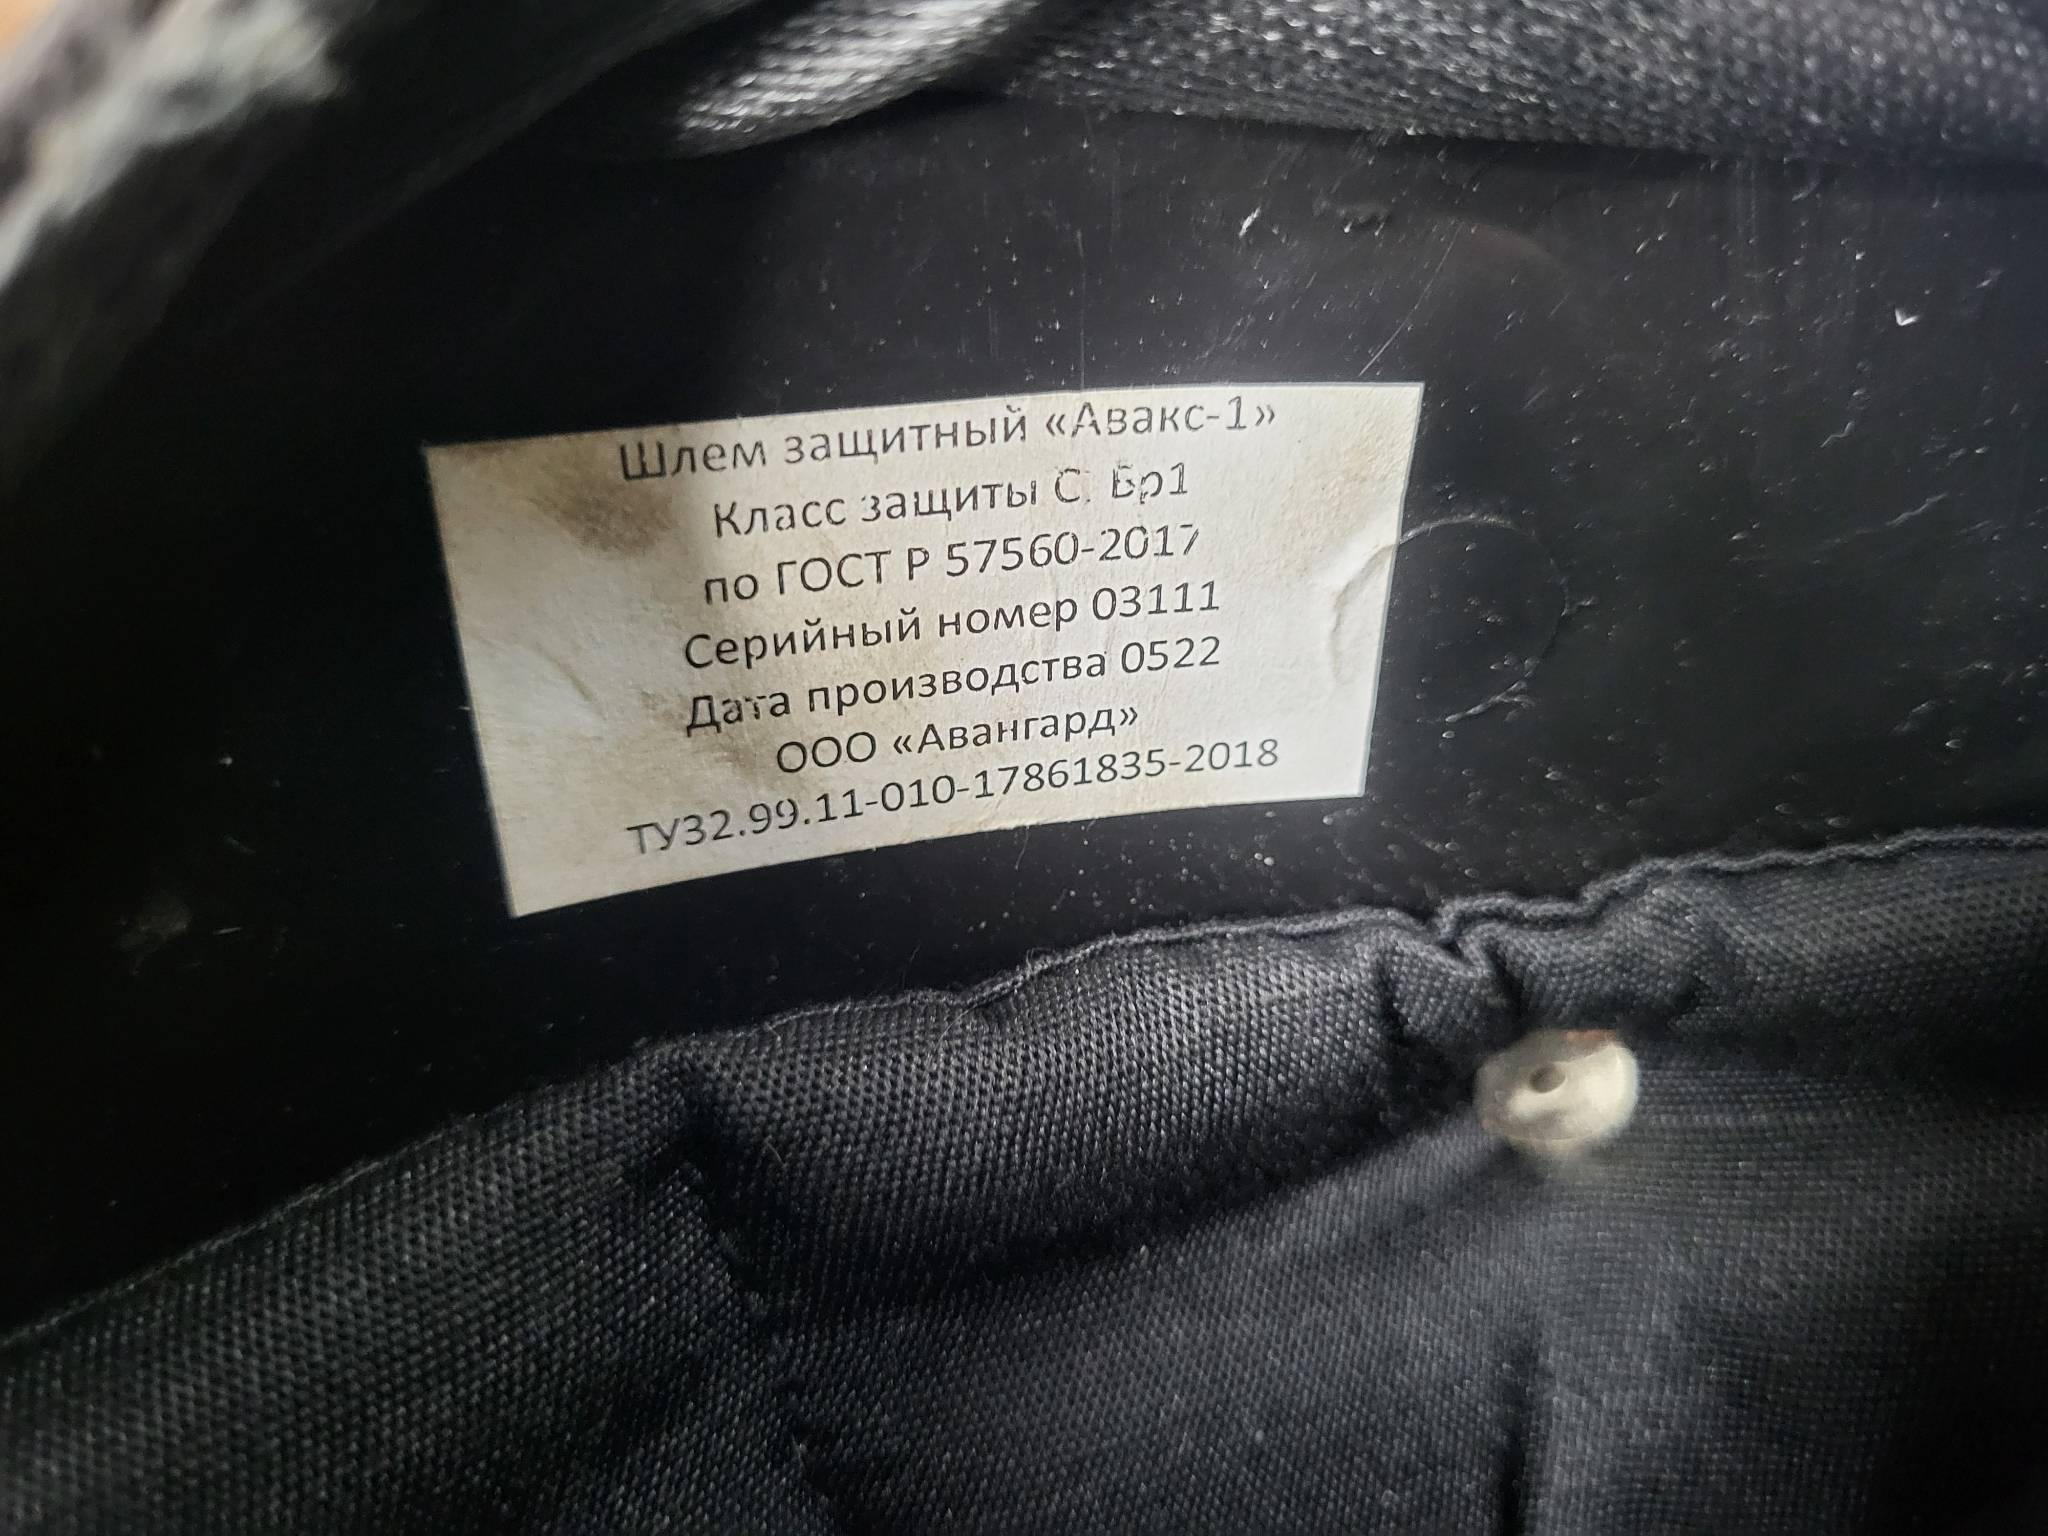 Шлем защитный «Авакс-1»
Класс защиты С, Бр1
по ГОСТ Р 57560-2017
Серийный номер 03111
Дата производства 0522
ООО «Авангард»
ТУ32.99.11-010-17861835-2018